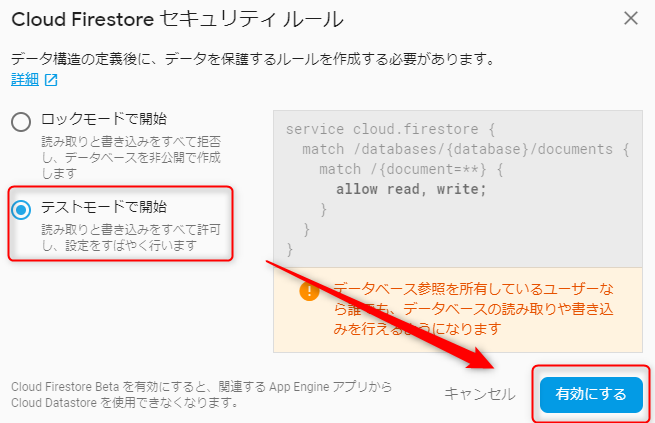 Cloud Firestore セキュリティ ルール
データ構造の定義後に、データを保護するルールを作成する必要があります。
詳細
ロックモードで開始
読み取りと書き込みをすべて拒否
し、データベースを非公開で作成
します
テストモードで開始
読み取りと書き込みをすべて許可
し、設定をすばやく行います
service cloud.firestore {
match /databases/{database}/documents {
match /{document=**} {
allow read, write;
}
}
}
データベース参照を所有しているユーザーな
ら誰でも、データベースの読み取りや書き込
みを行えるようになります
Cloud Firestore Beta を有効にすると、関連する App Engine アプリから
Cloud Datastore を使用できなくなります。
キャンセル
有効にする